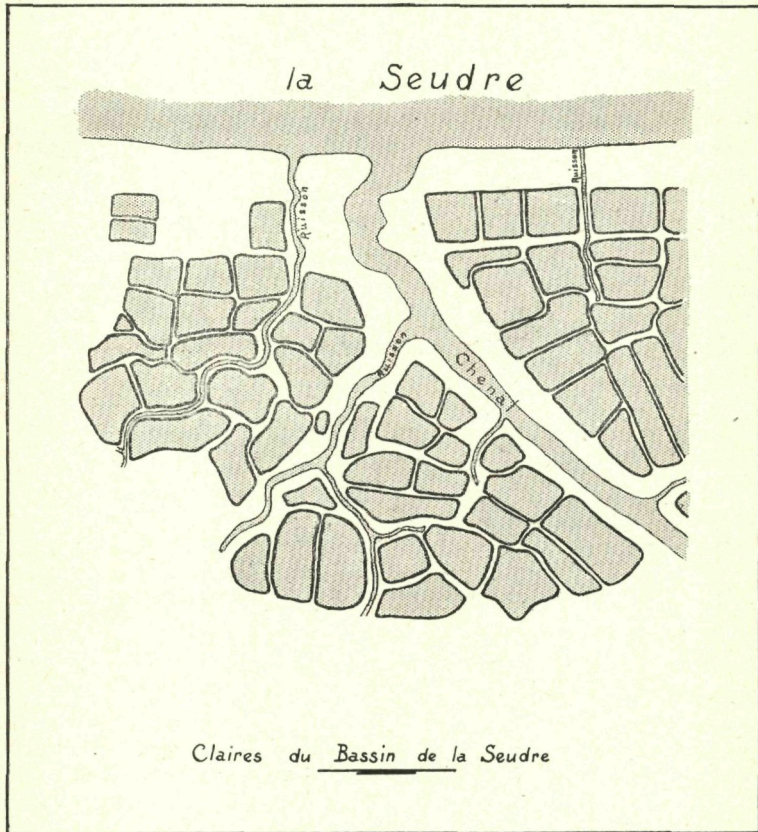 la Seudre
Ruisson
Ruisson
Ruisson
Chenal
Claires du Bassin de la Seudre